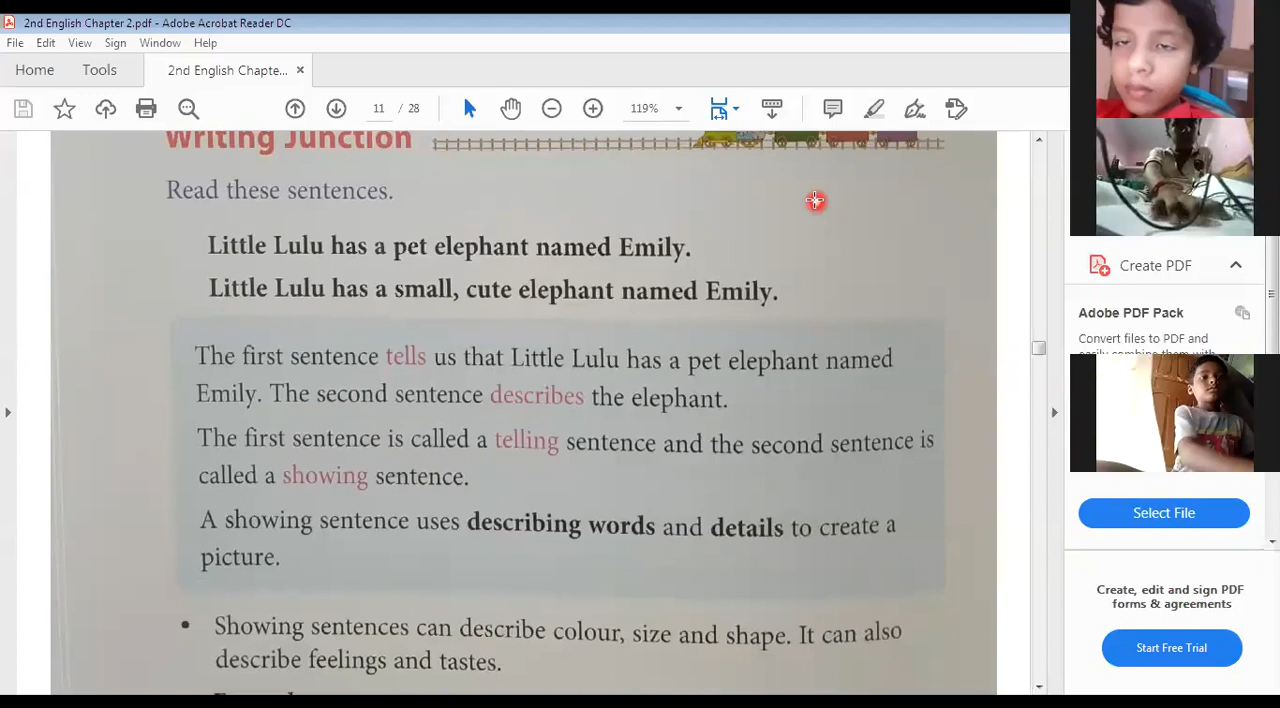 2nd English Chapter 2.pdf - Adobe Acrobat Reader DC
File Edit View Sign Window Help
Home Tools 2nd English Chapte... ×
11 / 28 119%
Writing Junction
Read these sentences.
Little Lulu has a pet elephant named Emily.
Little Lulu has a small, cute elephant named Emily.
The first sentence tells us that Little Lulu has a pet elephant named
Emily. The second sentence describes the elephant.
The first sentence is called a telling sentence and the second sentence is
called a showing sentence.
A showing sentence uses describing words and details to create a
picture.
• Showing sentences can describe colour, size and shape. It can also
describe feelings and tastes.
Create PDF
Adobe PDF Pack
Convert files to PDF and
easily combine them with
Select File
Create, edit and sign PDF
forms & agreements
Start Free Trial